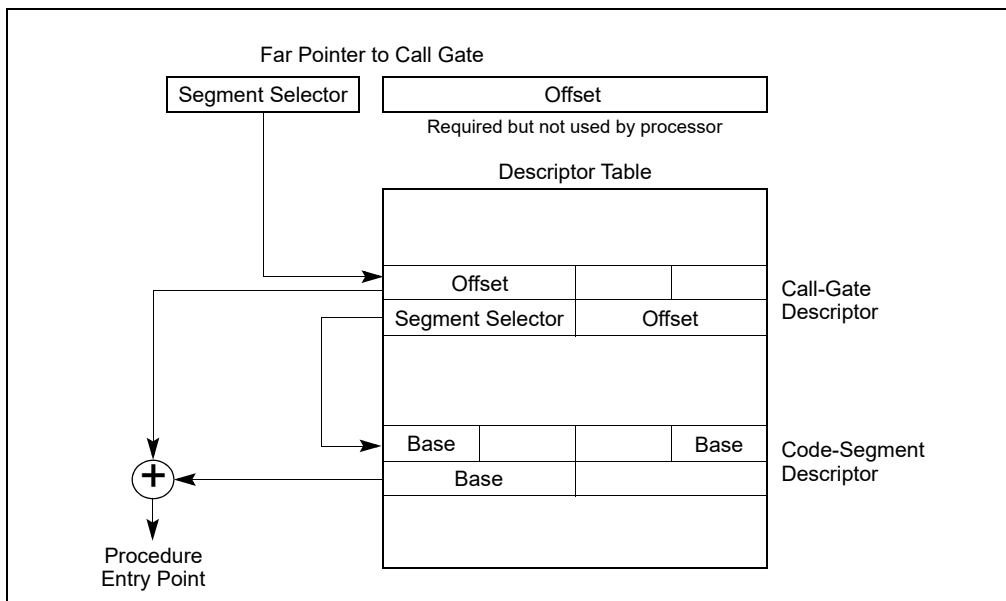 Far Pointer to Call Gate
Segment Selector
Offset
Required but not used by processor
Descriptor Table
Offset
Call-Gate
Descriptor
Segment Selector
Offset
Base
Base
Code-Segment
Descriptor
Base
+
Procedure
Entry Point